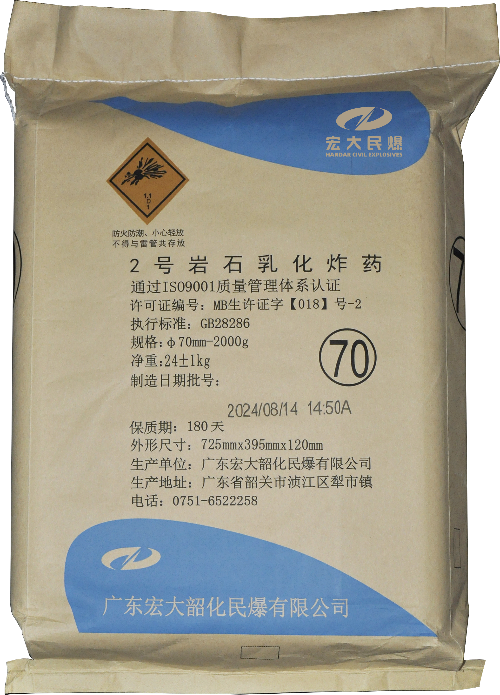 宏大民爆
HANDAR CIVIL EXPLOSIVES
1.1
D
1
防火防潮、小心轻放
不得与雷管共存放
2号岩石乳化炸药
通过ISO9001质量管理体系认证
许可证编号：MB生许证字【018】号-2
执行标准：GB28286
规格：φ70mm-2000g
净重：24±1kg
70
制造日期批号：
2024/08/14 14:50A
保质期：180天
外形尺寸：725mmx395mmx120mm
生产单位：广东宏大韶化民爆有限公司
生产地址：广东省韶关市浈江区犁市镇
电话：0751-6522258
广东宏大韶化民爆有限公司